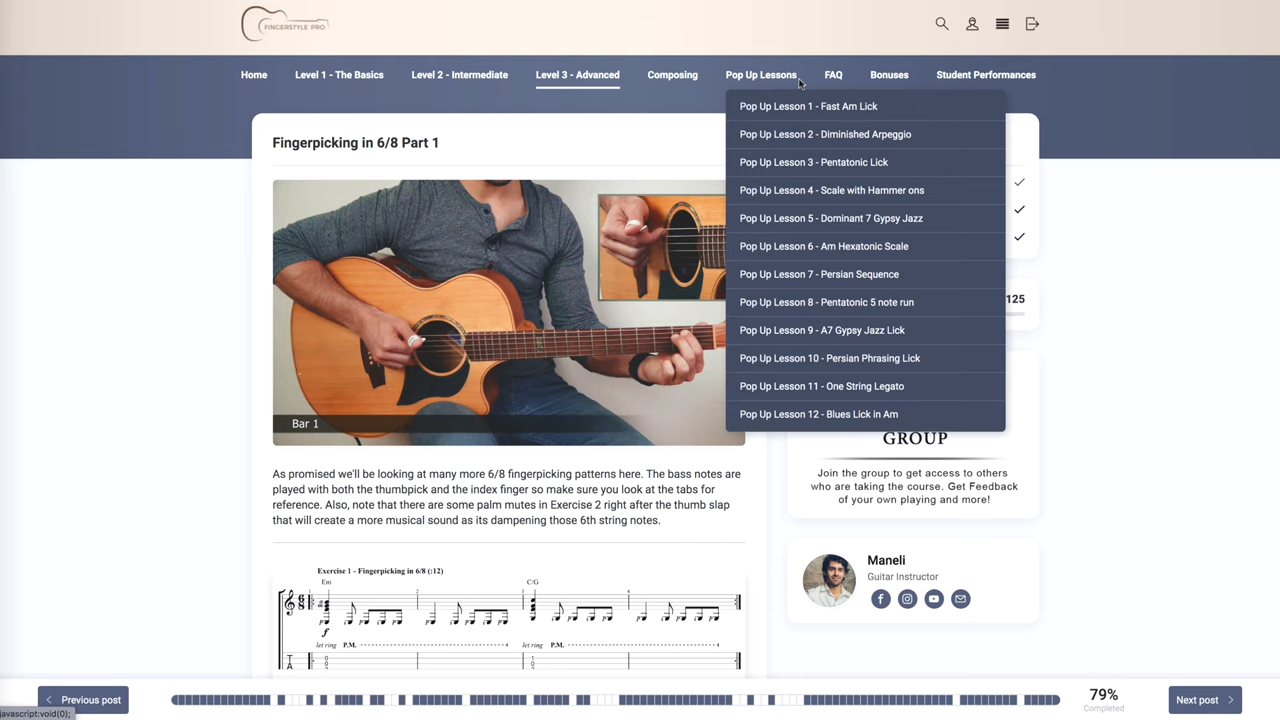 FINGERSTYLE PRO
Home
Level 1 - The Basics
Level 2 - Intermediate
Level 3 - Advanced
Composing
Pop Up Lessons
FAQ
Bonuses
Student Performances
Pop Up Lesson 1 - Fast Am Lick
Pop Up Lesson 2 - Diminished Arpeggio
Pop Up Lesson 3 - Pentatonic Lick
Pop Up Lesson 4 - Scale with Hammer ons
Pop Up Lesson 5 - Dominant 7 Gypsy Jazz
Pop Up Lesson 6 - Am Hexatonic Scale
Pop Up Lesson 7 - Persian Sequence
Pop Up Lesson 8 - Pentatonic 5 note run
Pop Up Lesson 9 - A7 Gypsy Jazz Lick
Pop Up Lesson 10 - Persian Phrasing Lick
Pop Up Lesson 11 - One String Legato
Pop Up Lesson 12 - Blues Lick in Am
Fingerpicking in 6/8 Part 1
Bar 1
As promised we'll be looking at many more 6/8 fingerpicking patterns here. The bass notes are
played with both the thumbpick and the index finger so make sure you look at the tabs for
reference. Also, note that there are some palm mutes in Exercise 2 right after the thumb slap
that will create a more musical sound as its dampening those 6th string notes.
Exercise 1 - Fingerpicking in 6/8 (:12)
Em
C/G
let ring P.M.
let ring P.M.
125
GROUP
Join the group to get access to others
who are taking the course. Get Feedback
of your own playing and more!
Maneli
Guitar Instructor
Previous post
79%
Completed
Next post
javascript:void(0);